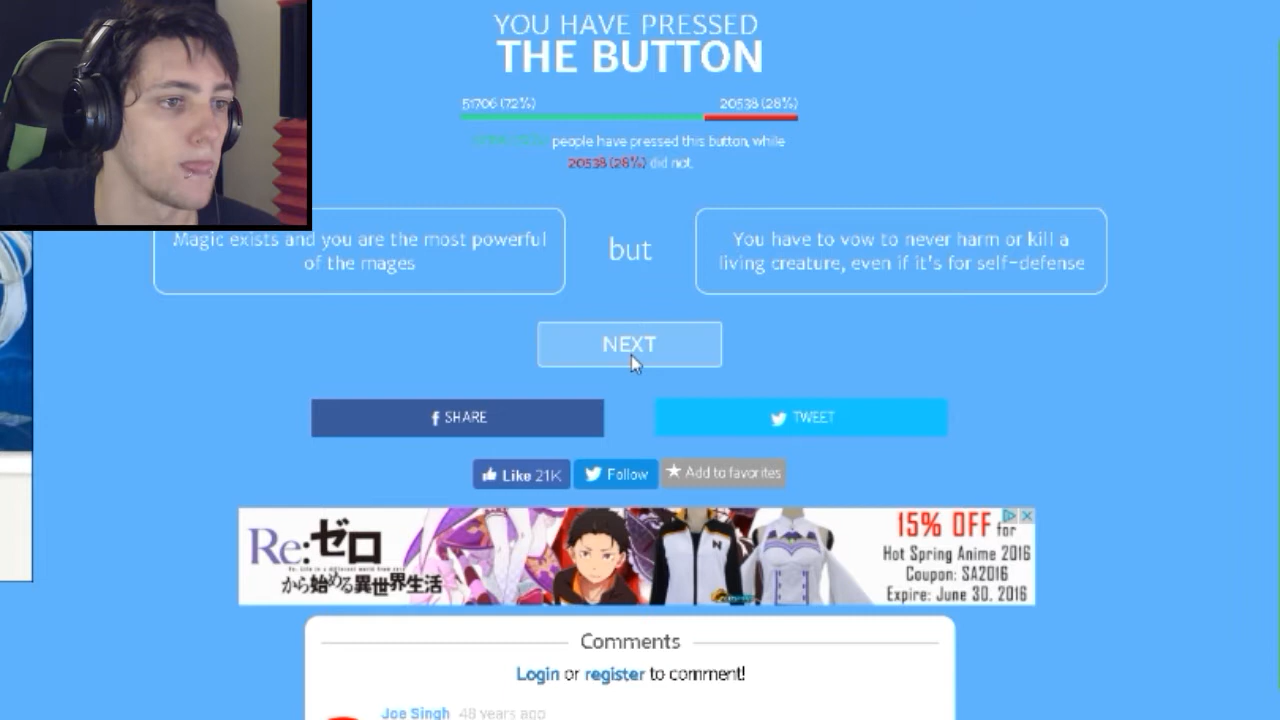 YOU HAVE PRESSED
THE BUTTON
51706 (72%)
20538 (28%)
people have pressed this button, while
20538 (28%) did not.
Magic exists and you are the most powerful
of the mages
but
You have to vow to never harm or kill a
living creature, even if it's for self-defense
NEXT
f SHARE
TWEET
Like 21K
Follow
Add to favorites
Re:ゼロ
から始める異世界生活
N
15% OFF for
Hot Spring Anime 2016
Coupon: SA2016
Expire: June 30, 2016
Comments
Login or register to comment!
Joe Singh 48 years ago